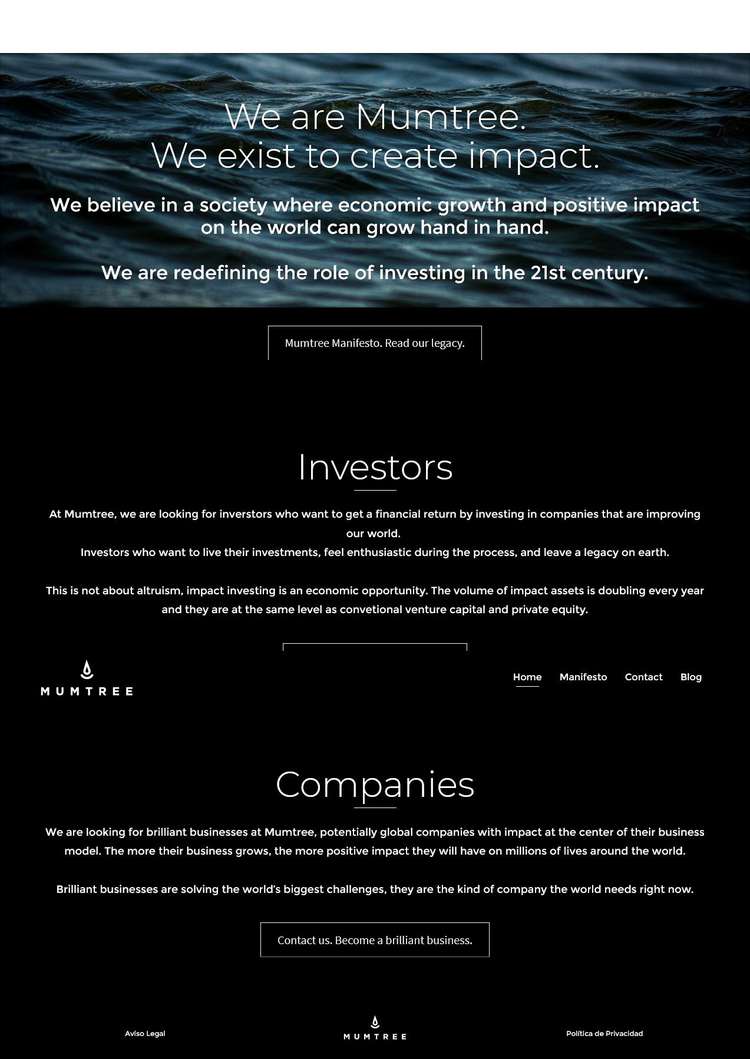 We are Mumtree.
We exist to create impact.
We believe in a society where economic growth and positive impact
on the world can grow hand in hand.
We are redefining the role of investing in the 21st century.
Mumtree Manifesto. Read our legacy.
Investors
At Mumtree, we are looking for inverstors who want to get a financial return by investing in companies that are improving
our world.
Investors who want to live their investments, feel enthusiastic during the process, and leave a legacy on earth.
This is not about altruism, impact investing is an economic opportunity. The volume of impact assets is doubling every year
and they are at the same level as convetional venture capital and private equity.
MUMTREE
Home Manifesto Contact Blog
Companies
We are looking for brilliant businesses at Mumtree, potentially global companies with impact at the center of their business
model. The more their business grows, the more positive impact they will have on millions of lives around the world.
Brilliant businesses are solving the world's biggest challenges, they are the kind of company the world needs right now.
Contact us. Become a brilliant business.
Aviso Legal
MUMTREE
Política de Privacidad